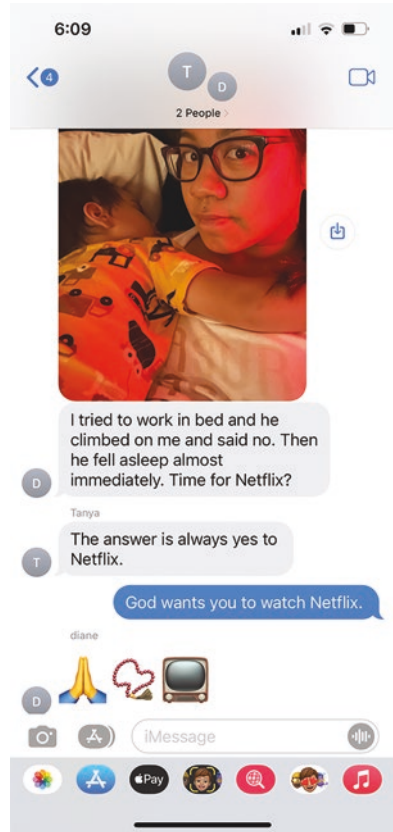 6:09
4
T
D
2 People
I tried to work in bed and he
climbed on me and said no. Then
he fell asleep almost
immediately. Time for Netflix?
D
Tanya
The answer is always yes to
Netflix.
T
God wants you to watch Netflix.
diane
D
iMessage
Pay